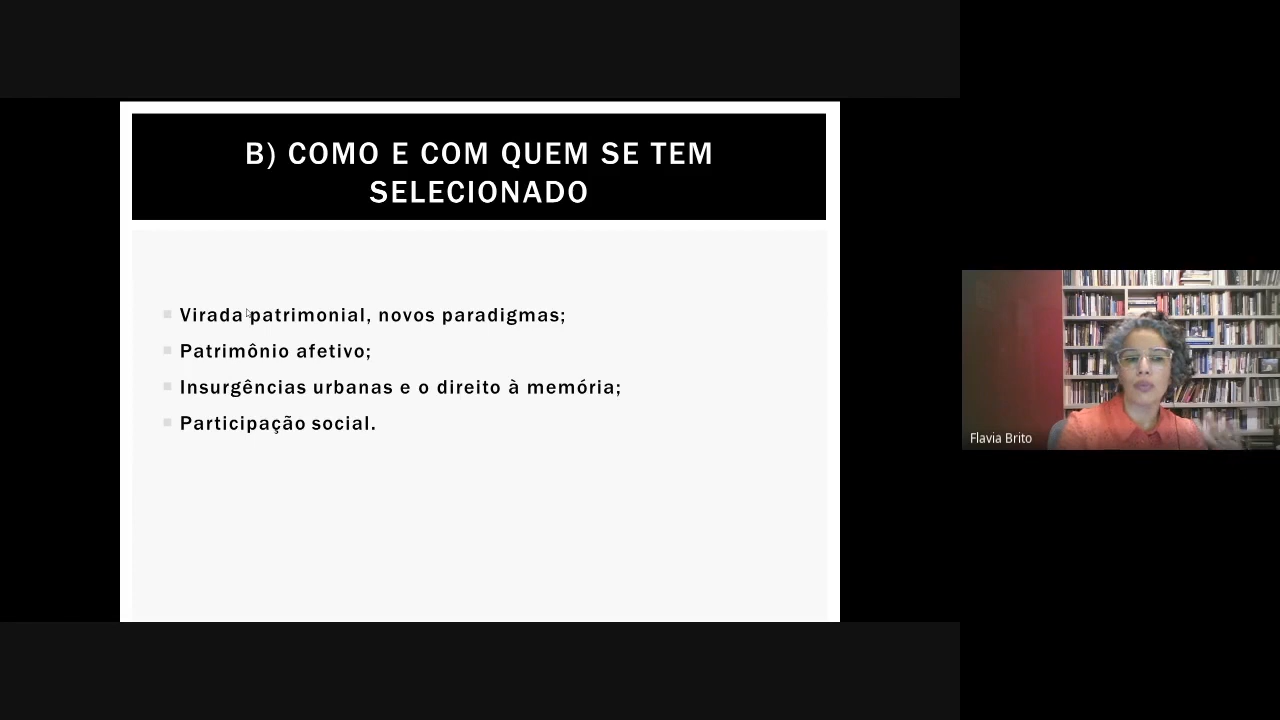 B) COMO E COM QUEM SE TEM
SELECIONADO
Virada patrimonial, novos paradigmas;
Patrimônio afetivo;
Insurgências urbanas e o direito à memória;
Participação social.
Flavia Brito